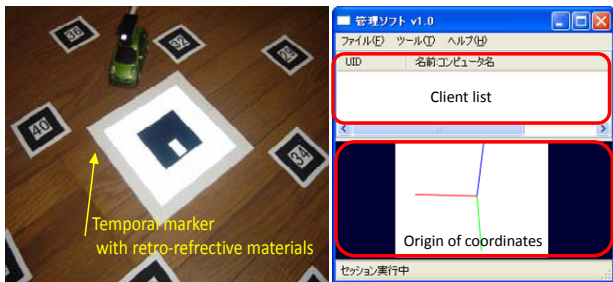 36
32
40
34
Temporal marker
with retro-refrective materials
管理ソフト v1.0
ファイル(F) ツール(T) ヘルプ(H)
UID 名前:コンピュータ名
Client list
Origin of coordinates
セッション実行中